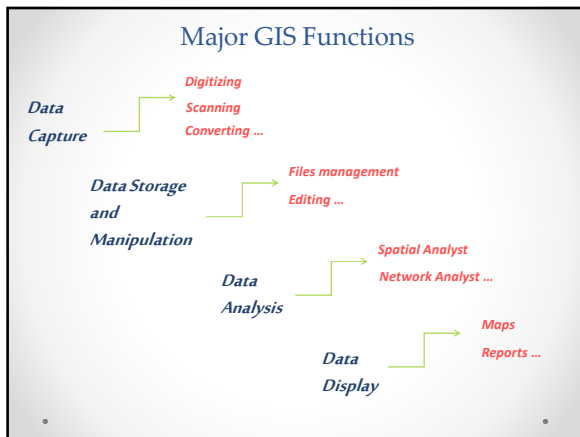 Major GIS Functions
Digitizing
Scanning
Converting ...
Data
Capture
Files management
Editing ...
Data Storage
and
Manipulation
Spatial Analyst
Network Analyst ...
Data
Analysis
Maps
Reports ...
Data
Display